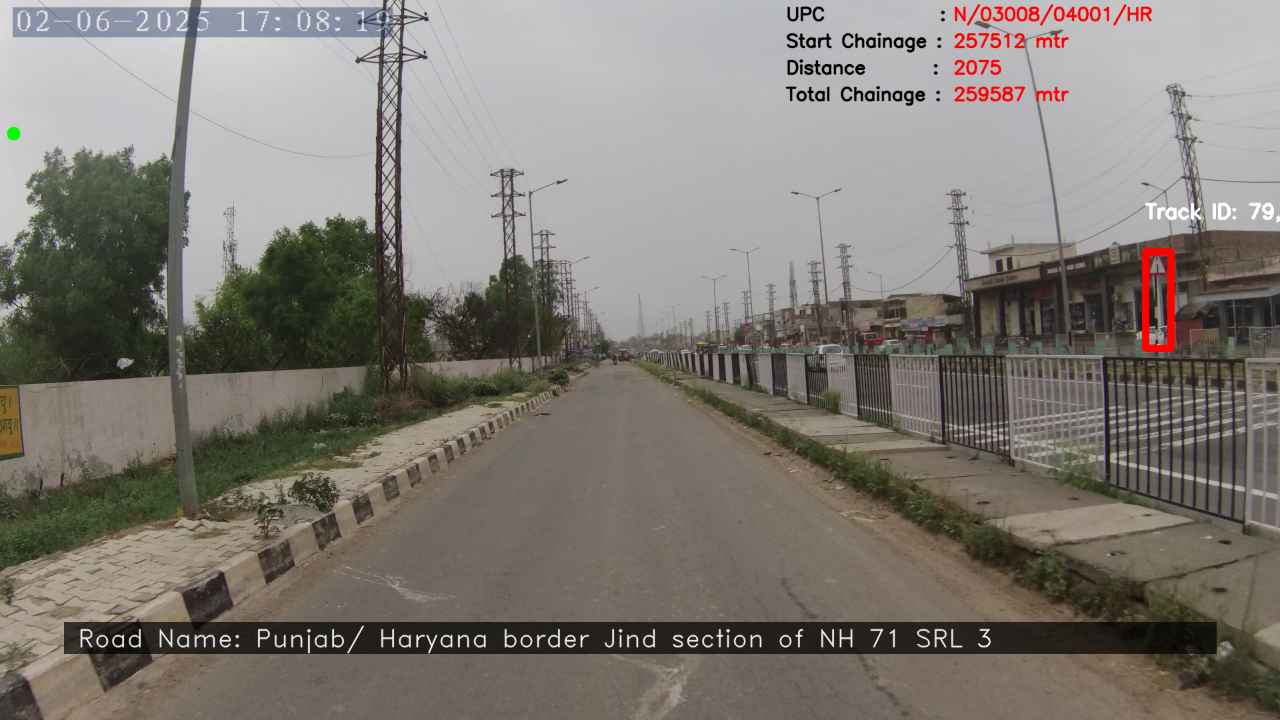 02-06-2025 17:08:19
UPC : N/03008/04001/HR
Start Chainage : 257512 mtr
Distance : 2075
Total Chainage : 259587 mtr
Track ID: 79,
Road Name: Punjab/ Haryana border Jind section of NH 71 SRL 3